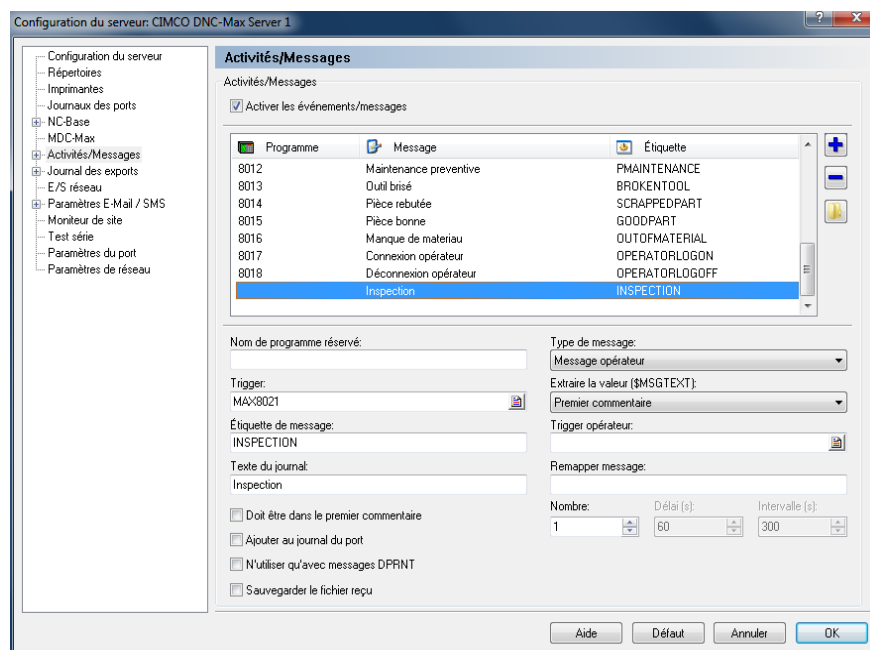 Configuration du serveur: CIMCO DNC-Max Server 1
Configuration du serveur
Répertoires
Imprimantes
Journaux des ports
NC-Base
MDC-Max
Activités/Messages
Journal des exports
E/S réseau
Paramètres E-Mail / SMS
Moniteur de site
Test série
Paramètres du port
Paramètres de réseau
Activités/Messages
Activités/Messages
Activer les événements/messages
Programme Message Étiquette
8012 Maintenance preventive PMAINTENANCE
8013 Outil brisé BROKENTOOL
8014 Pièce rebutée SCRAPPEDPART
8015 Pièce bonne GOODPART
8016 Manque de materiau OUTOFMATERIAL
8017 Connexion opérateur OPERATORLOGON
8018 Déconnexion opérateur OPERATORLOGOFF
Inspection INSPECTION
Nom de programme réservé:
Type de message:
Message opérateur
Trigger:
MAX8021
Extraire la valeur ($MSGTEXT):
Premier commentaire
Étiquette de message:
INSPECTION
Trigger opérateur:
Texte du journal:
Inspection
Remapper message:
Nombre: Délai (s): Intervalle (s):
1 60 300
Doit être dans le premier commentaire
Ajouter au journal du port
N'utiliser qu'avec messages DPRNT
Sauvegarder le fichier reçu
Aide Défaut Annuler OK